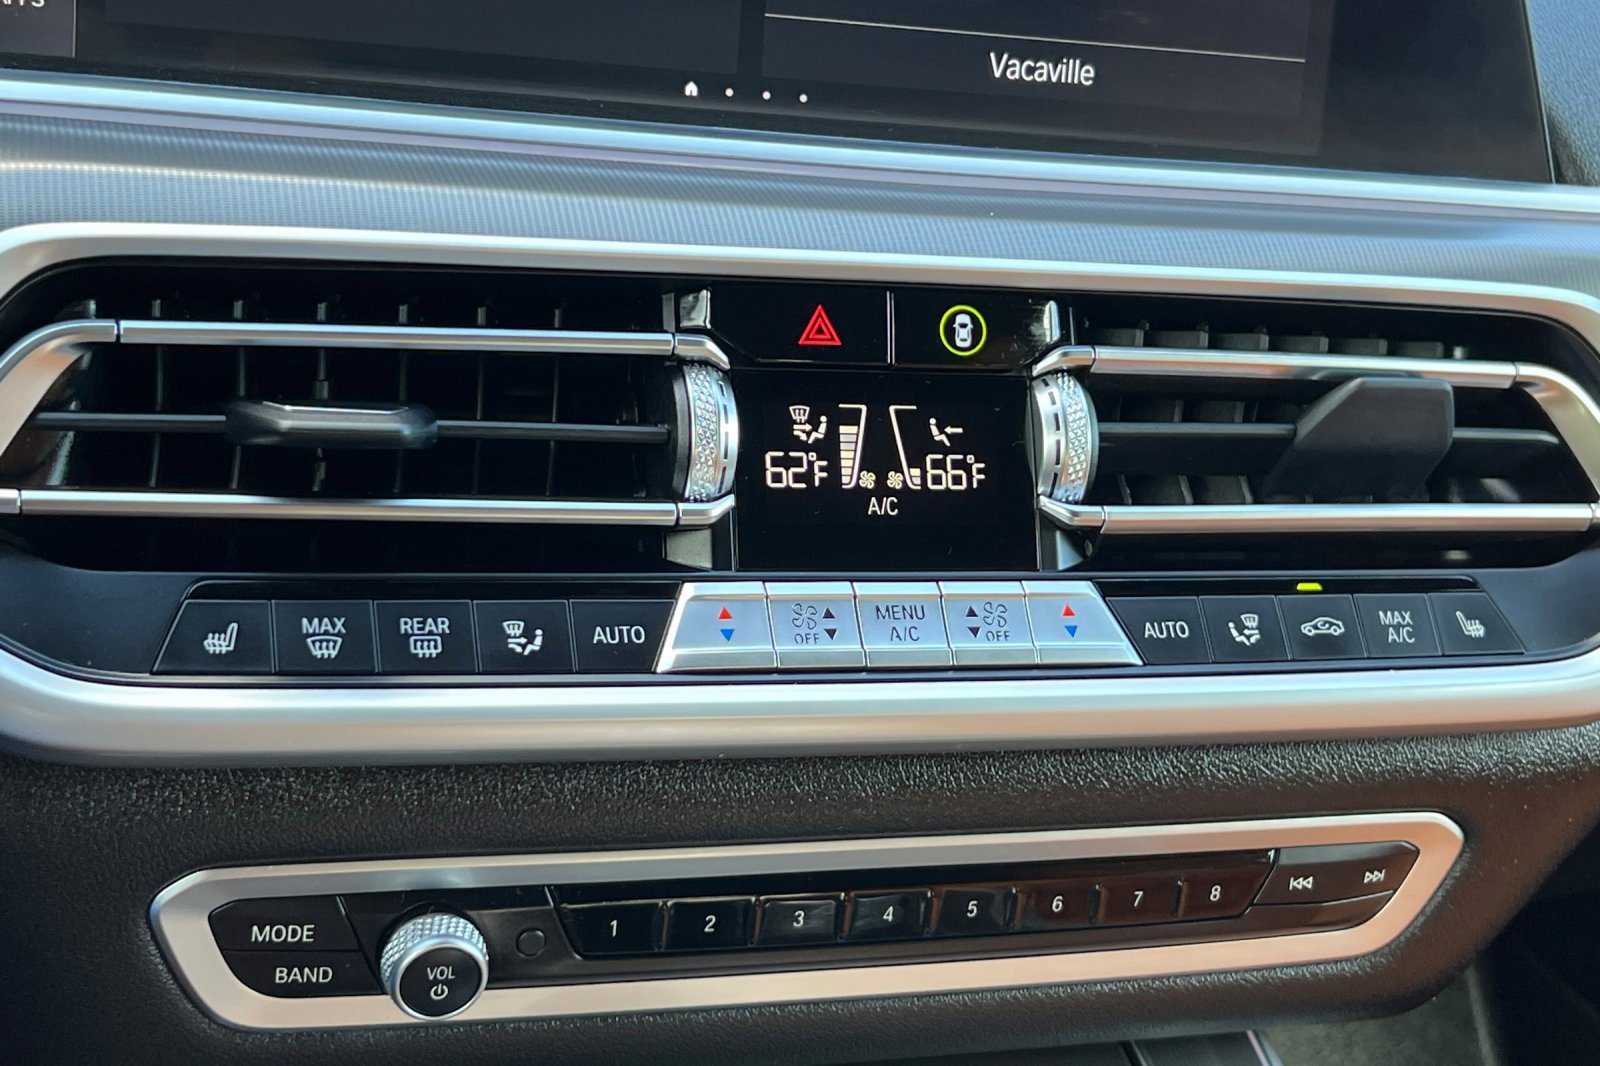 Vacaville
62°F
66°F
A/C
MAX
REAR
AUTO
OFF
MENU
A/C
OFF
AUTO
MAX
A/C
MODE
BAND
VOL
1 2 3 4 5 6 7 8